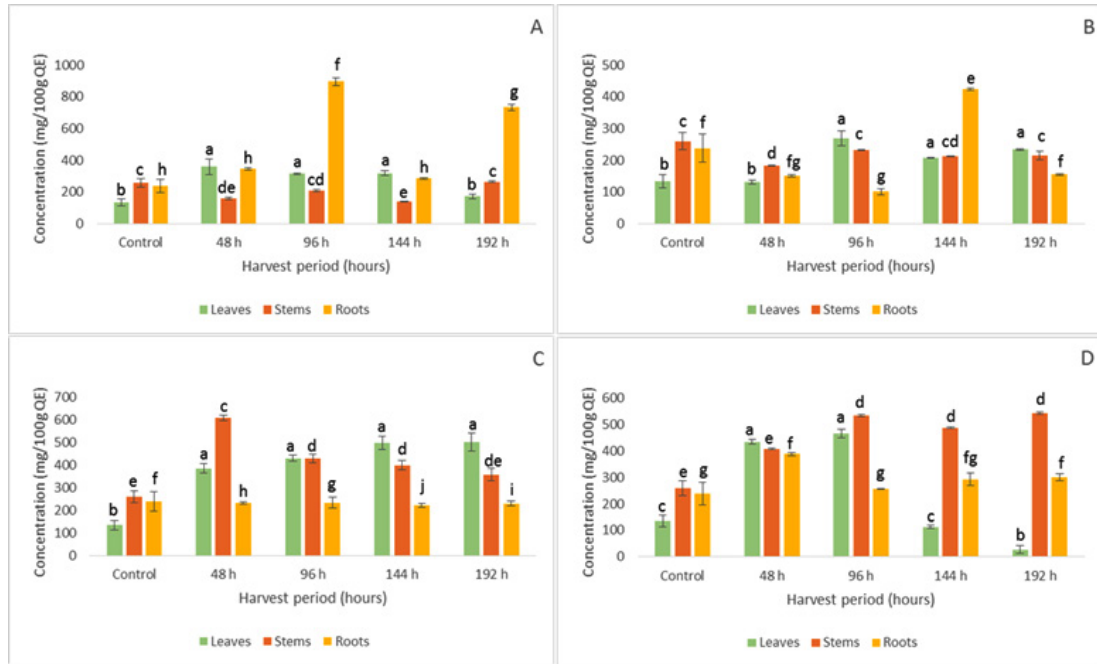 A
Concentration (mg/100g QE)
1000
800
600
400
200
0
b c h
a de h
a cd f
a e h
b c g
Control 48 h 96 h 144 h 192 h
Harvest period (hours)
Leaves Stems Roots
B
Concentration (mg/100g QE)
500
400
300
200
100
0
b c f
b d fg
a c g
a cd e
a c f
Control 48 h 96 h 144 h 192 h
Harvest period (hours)
Leaves Stems Roots
C
Concentration (mg/100g QE)
700
600
500
400
300
200
100
0
b e f
a c h
a d g
a d j
a de i
Control 48 h 96 h 144 h 192 h
Harvest period (hours)
Leaves Stems Roots
D
Concentration (mg/100g QE)
600
500
400
300
200
100
0
c e g
a e f
a d g
c d fg
b d f
Control 48 h 96 h 144 h 192 h
Harvest period (hours)
Leaves Stems Roots